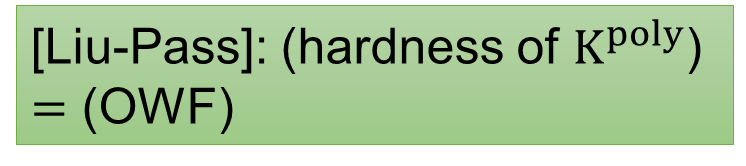 [Liu-Pass]: (hardness of K^poly)
= (OWF)